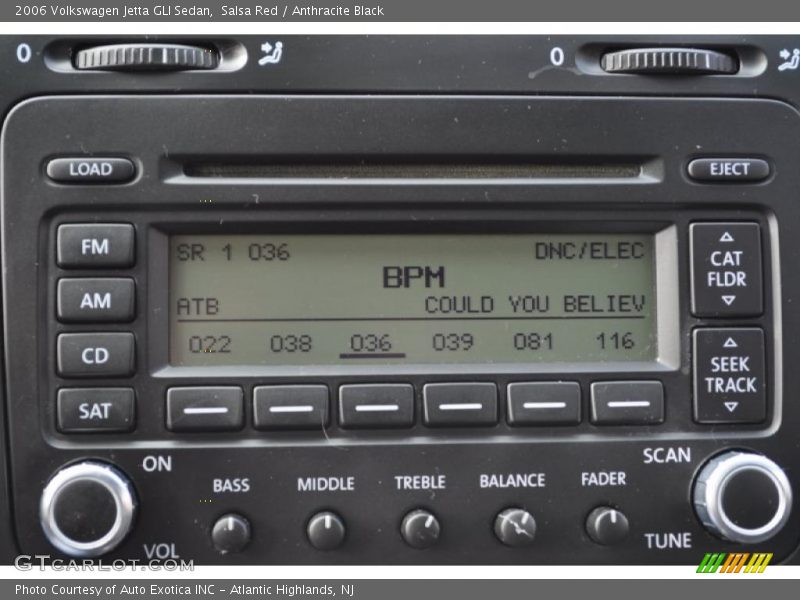 2006 Volkswagen Jetta GLI Sedan, Salsa Red / Anthracite Black
0 0
LOAD EJECT
FM
AM
CD
SAT
SR 1 036 DNC/ELEC
BPM
ATB COULD YOU BELIEV
022 038 036 039 081 116
CAT
FLDR
SEEK
TRACK
ON SCAN
BASS MIDDLE TREBLE BALANCE FADER
VOL TUNE
GTCARLOT.COM
Photo Courtesy of Auto Exotica INC - Atlantic Highlands, NJ